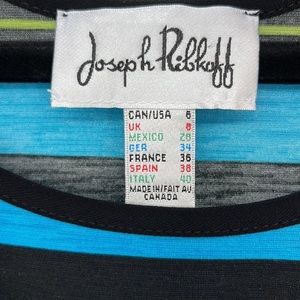 Joseph Ribkoff
CAN/USA 6
UK 8
MEXICO 28
GER 34
FRANCE 36
SPAIN 38
ITALY 40
MADE IN/FAIT AU
CANADA